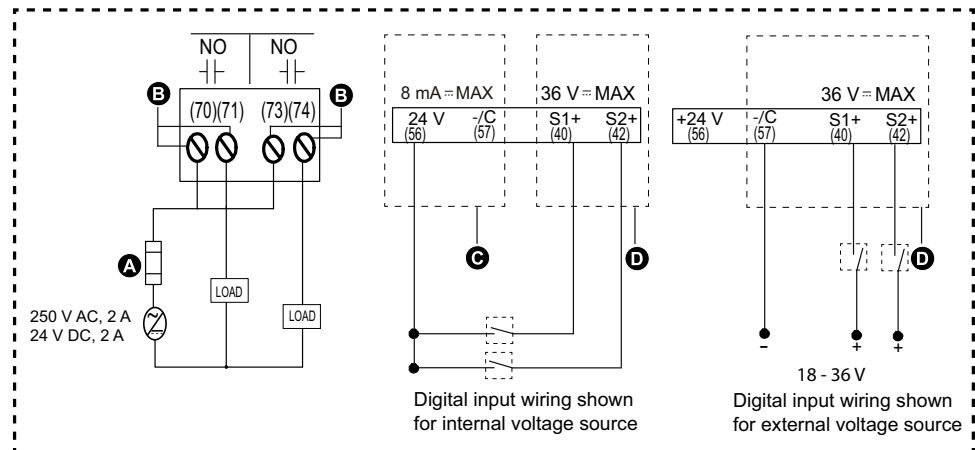 NO NO
B B
(70)(71) (73)(74)
A
LOAD
LOAD
250 V AC, 2 A
24 V DC, 2 A
8 mA ⎓ MAX 36 V ⎓ MAX
24 V -/C S1+ S2+
(56) (57) (40) (42)
C D
Digital input wiring shown
for internal voltage source
36 V ⎓ MAX
+24 V -/C S1+ S2+
(56) (57) (40) (42)
D
- + +
18 - 36 V
Digital input wiring shown
for external voltage source